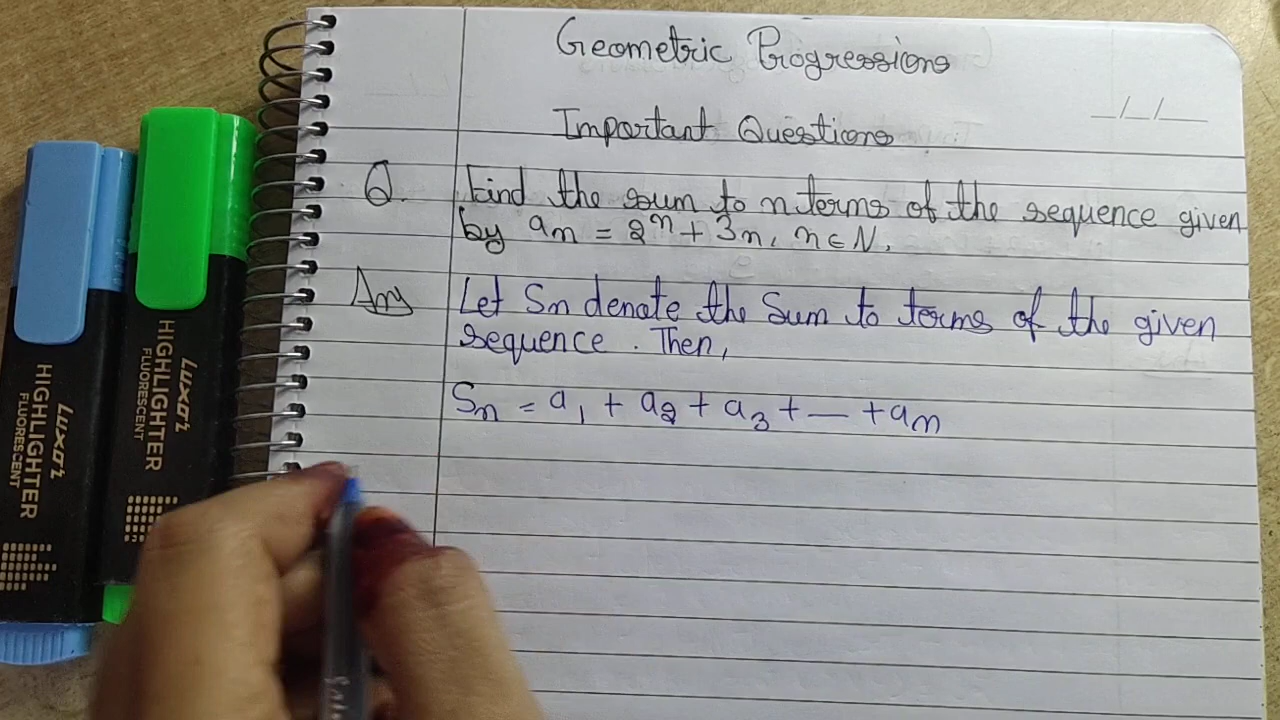 Geometric Progressions
_/_/_
Important Questions
Q. Find the sum to n terms of the sequence given
by aₙ = 2ⁿ + 3n, n ∈ N.
Ans Let Sn denote the Sum to terms of the given
sequence. Then,
Sₙ = a₁ + a₂ + a₃ + — + aₙ
Luxor
HIGHLIGHTER
FLUORESCENT
Luxor
HIGHLIGHTER
FLUORESCENT